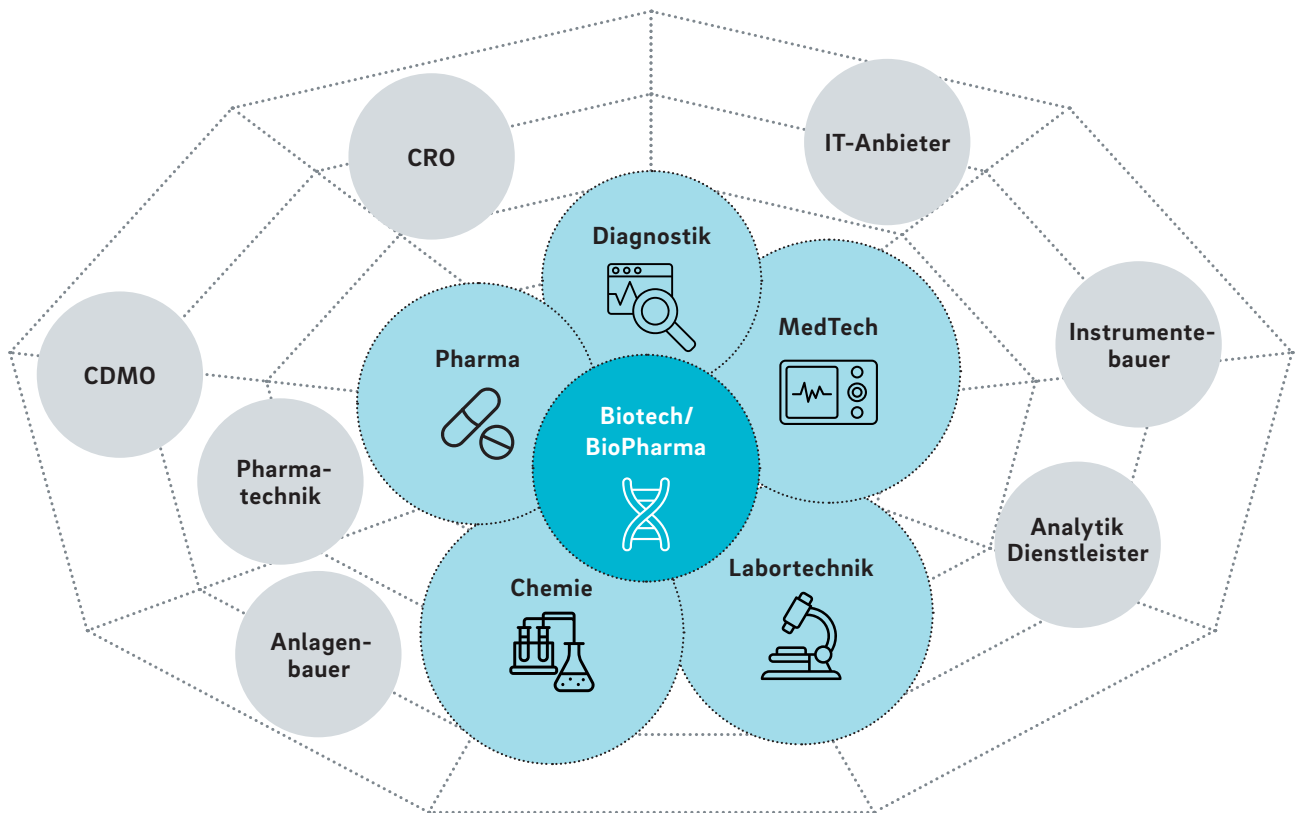 CRO
IT-Anbieter
Diagnostik
MedTech
Instrumente-
bauer
Pharma
CDMO
Biotech/
BioPharma
Pharma-
technik
Analytik
Dienstleister
Labortechnik
Chemie
Anlagen-
bauer